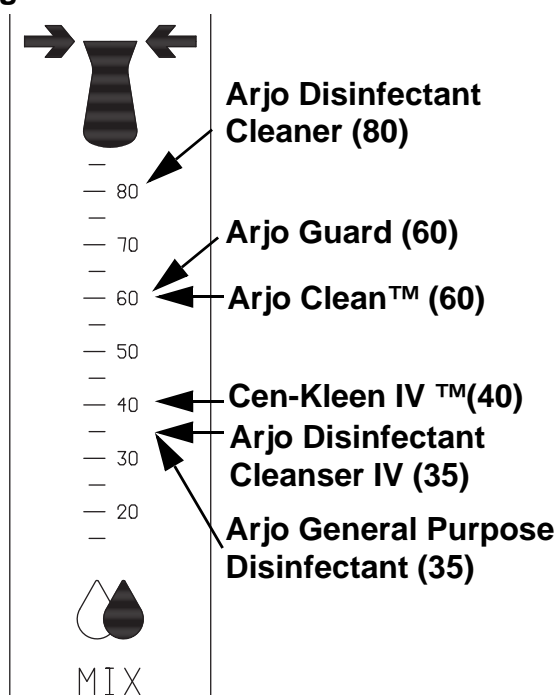 Arjo Disinfectant
Cleaner (80)
80
Arjo Guard (60)
70
Arjo Clean™ (60)
60
50
Cen-Kleen IV ™(40)
40
Arjo Disinfectant
Cleanser IV (35)
30
20
Arjo General Purpose
Disinfectant (35)
MIX